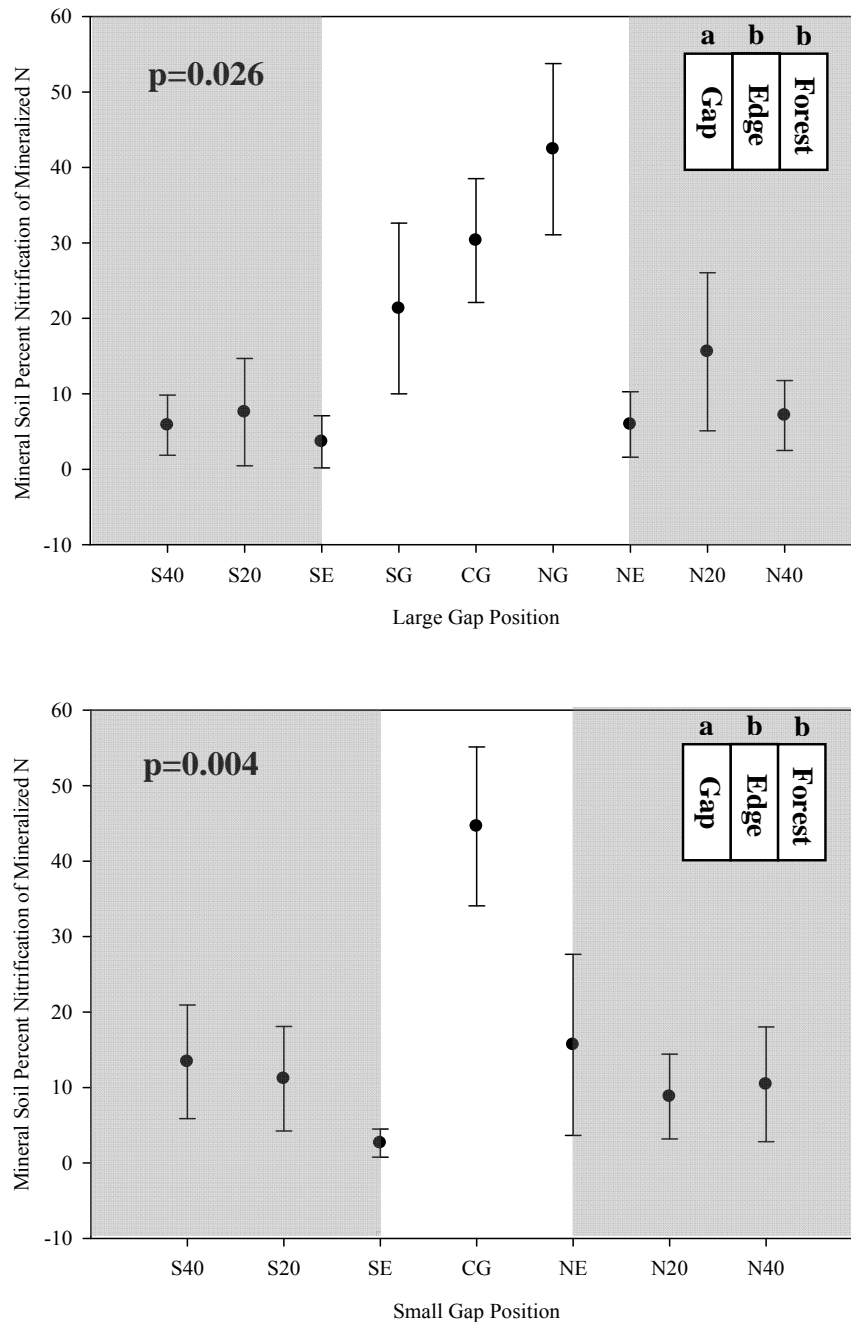 60
50
40
30
20
10
0
-10
Mineral Soil Percent Nitrification of Mineralized N
p=0.026
a b b
Gap
Edge
Forest
S40 S20 SE SG CG NG NE N20 N40
Large Gap Position
60
50
40
30
20
10
0
-10
Mineral Soil Percent Nitrification of Mineralized N
p=0.004
a b b
Gap
Edge
Forest
S40 S20 SE CG NE N20 N40
Small Gap Position